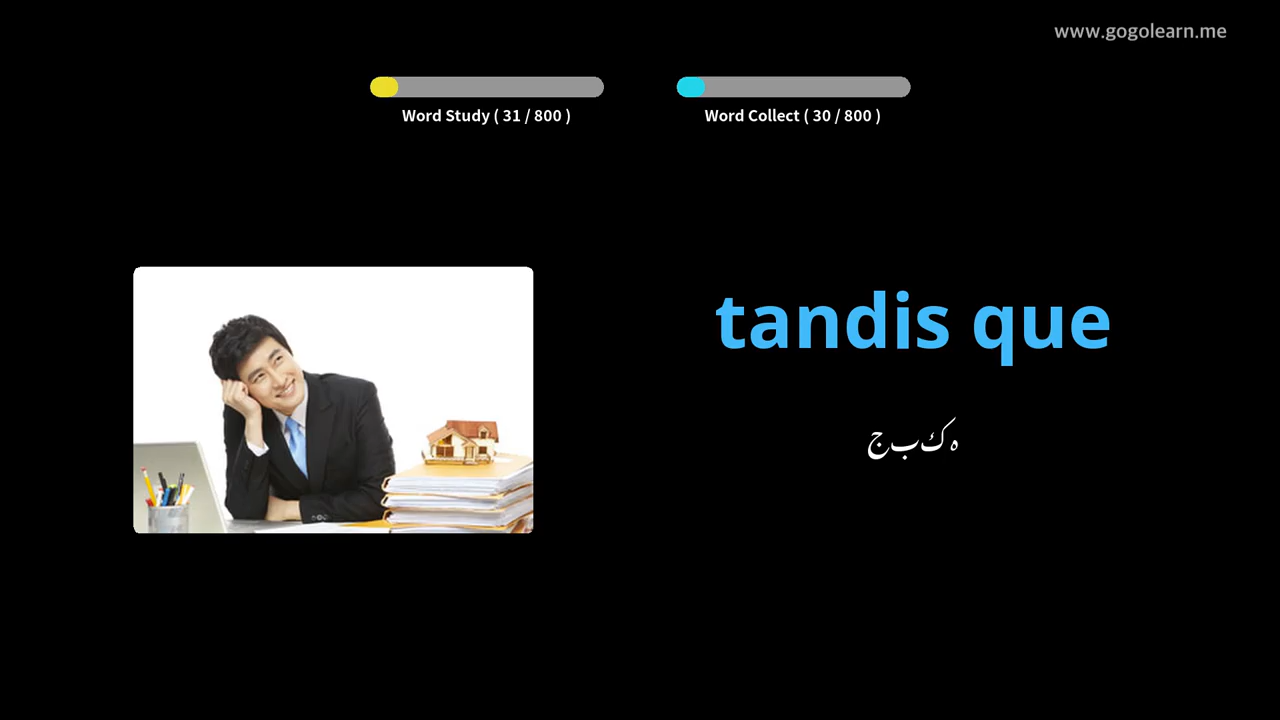 www.gogolearn.me
Word Study ( 31 / 800 )
Word Collect ( 30 / 800 )
tandis que
ہ ک ب ج